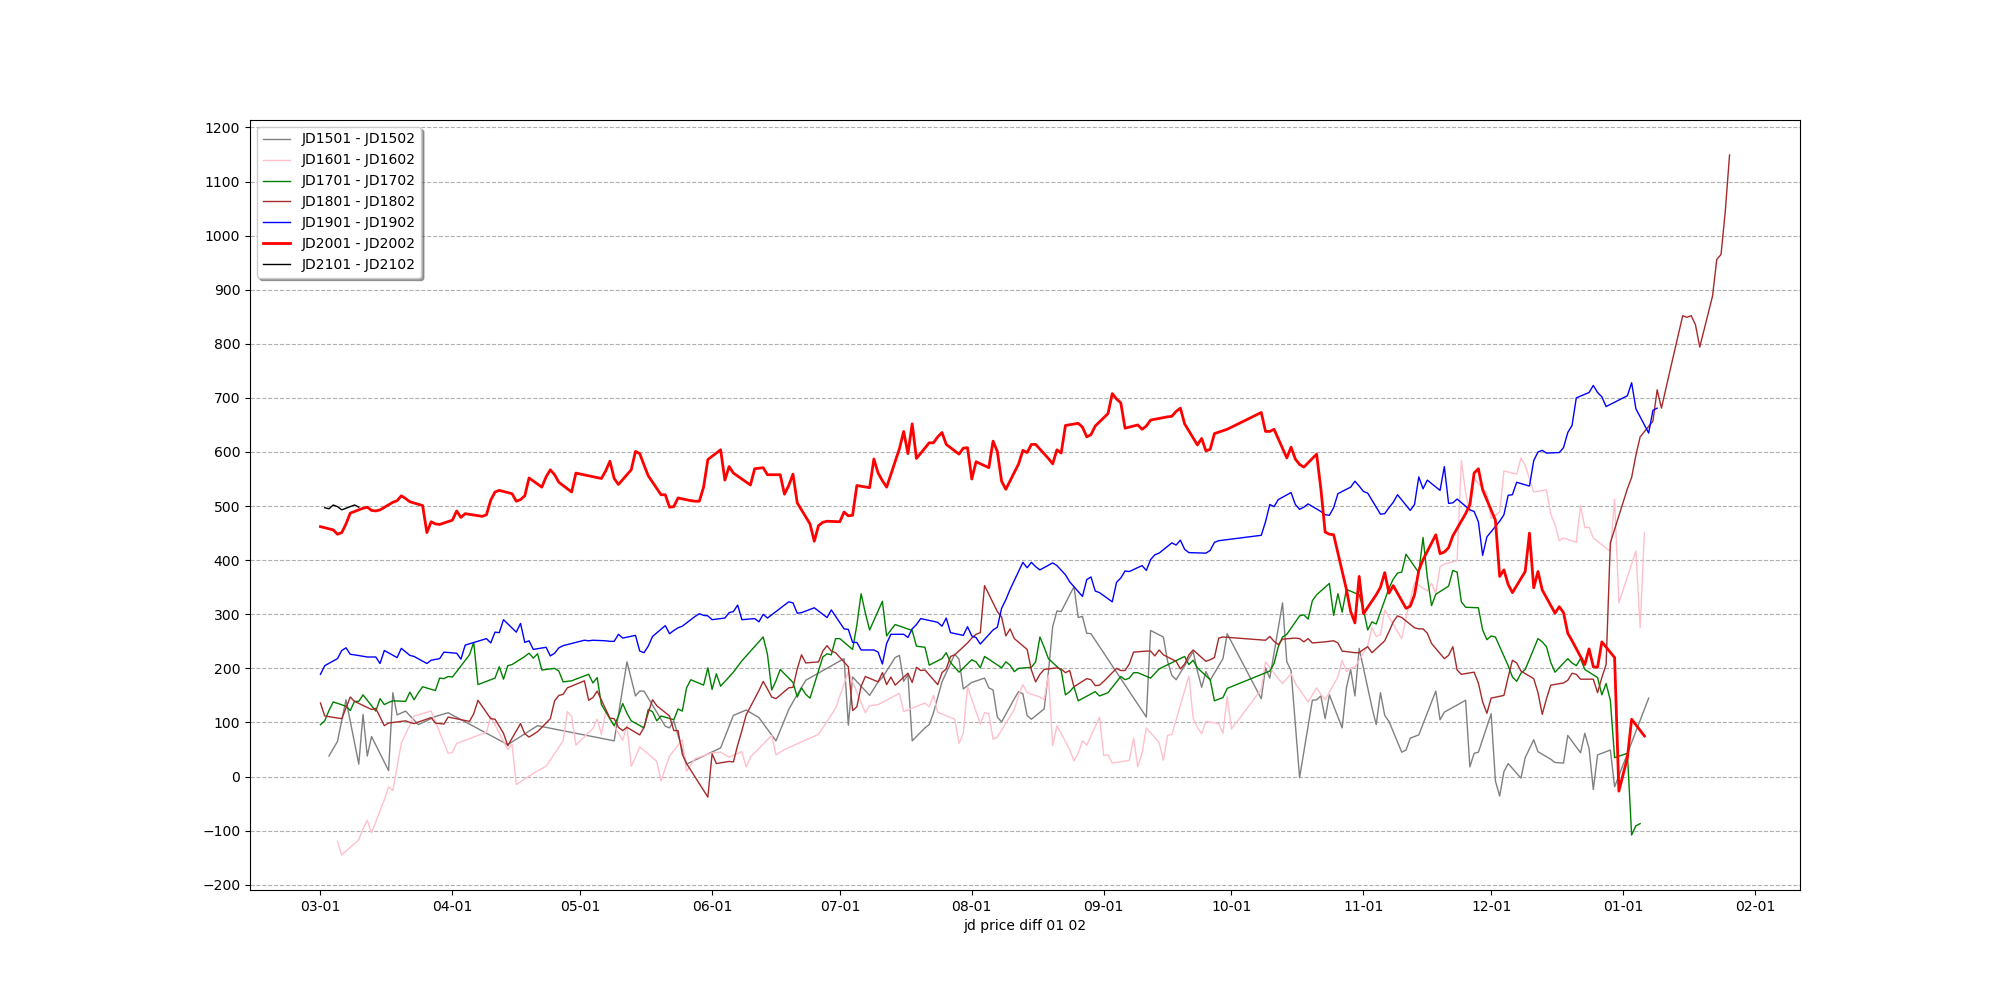 1200
1100
1000
900
800
700
600
500
400
300
200
100
0
−100
−200
JD1501 - JD1502
JD1601 - JD1602
JD1701 - JD1702
JD1801 - JD1802
JD1901 - JD1902
JD2001 - JD2002
JD2101 - JD2102
03-01 04-01 05-01 06-01 07-01 08-01 09-01 10-01 11-01 12-01 01-01 02-01
jd price diff 01 02